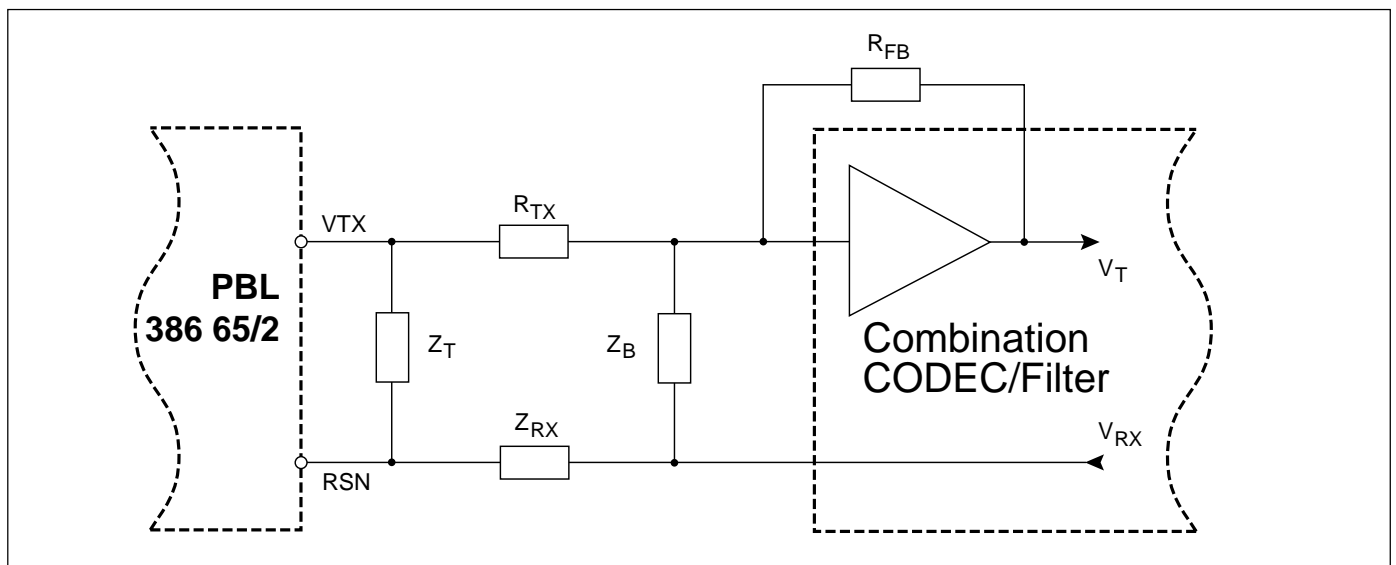 R_FB
R_TX
VTX
PBL
386 65/2
Z_T
Z_B
V_T
Combination
CODEC/Filter
Z_RX
V_RX
RSN